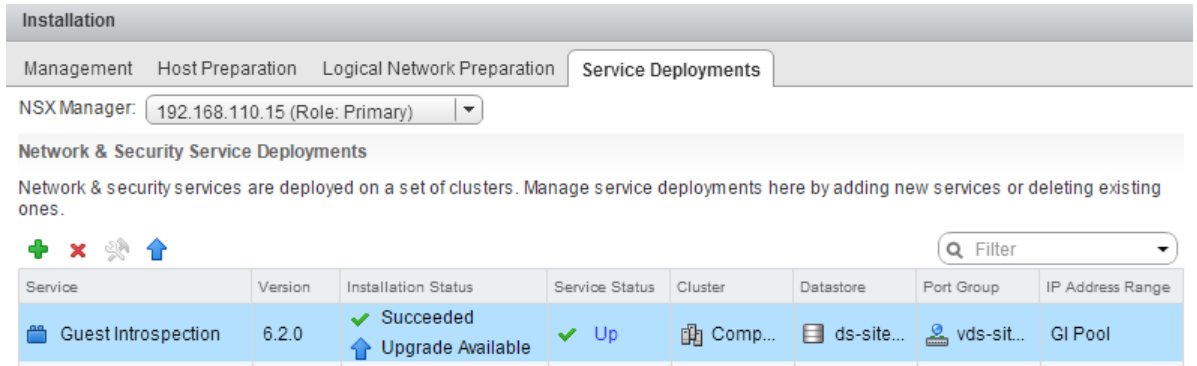 Installation
Management Host Preparation Logical Network Preparation Service Deployments
NSX Manager: 192.168.110.15 (Role: Primary)
Network & Security Service Deployments
Network & security services are deployed on a set of clusters. Manage service deployments here by adding new services or deleting existing
ones.
Filter
Service Version Installation Status Service Status Cluster Datastore Port Group IP Address Range
Guest Introspection 6.2.0 Succeeded Up Comp... ds-site... vds-sit... GI Pool
Upgrade Available